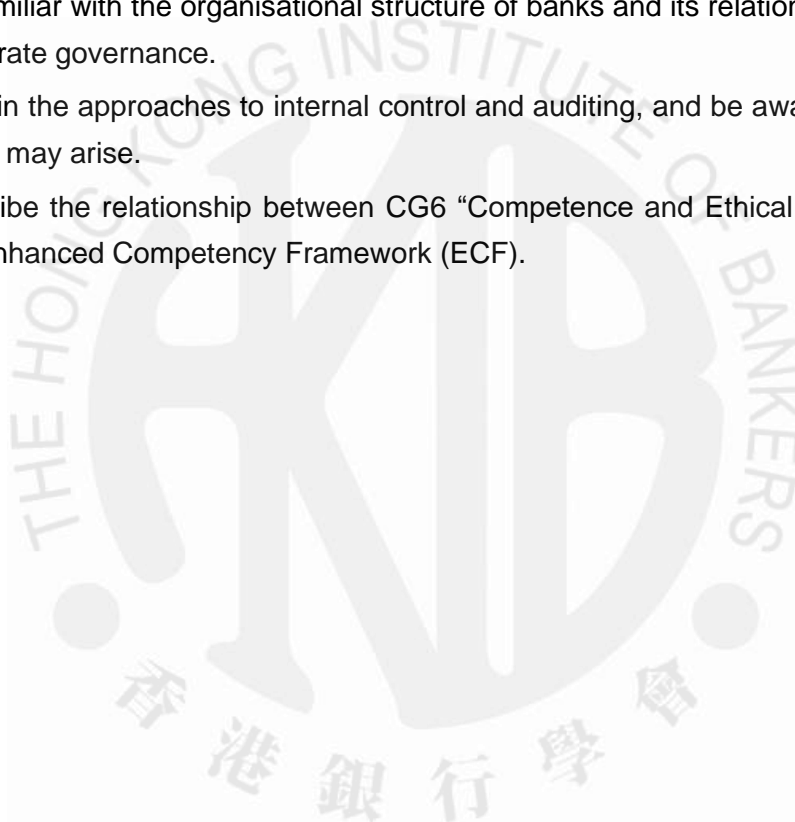 miliar with the organisational structure of banks and its relation
rate governance.
in the approaches to internal control and auditing, and be awa
may arise.
ibe the relationship between CG6 “Competence and Ethical
nhanced Competency Framework (ECF).
THE HONG KONG INSTITUTE OF BANKERS
HKIB
香港銀行學會